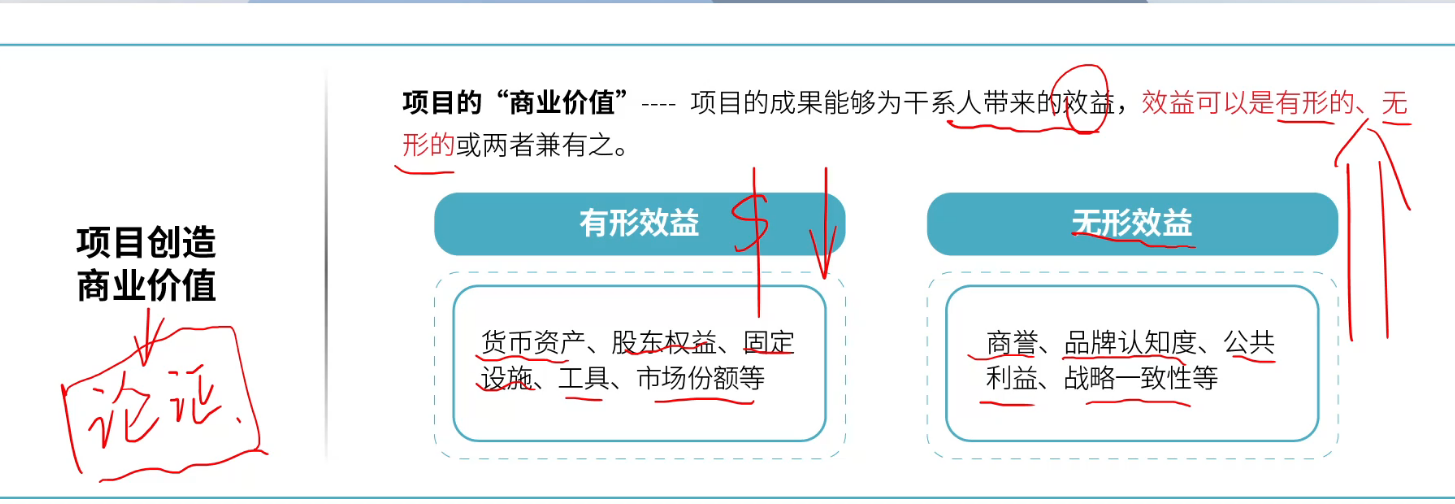 项目的“商业价值”---- 项目的成果能够为干系人带来的效益，效益可以是有形的、无
形的或两者兼有之。
项目创造
商业价值
论证
有形效益
$
货币资产、股东权益、固定
设施、工具、市场份额等
无形效益
商誉、品牌认知度、公共
利益、战略一致性等